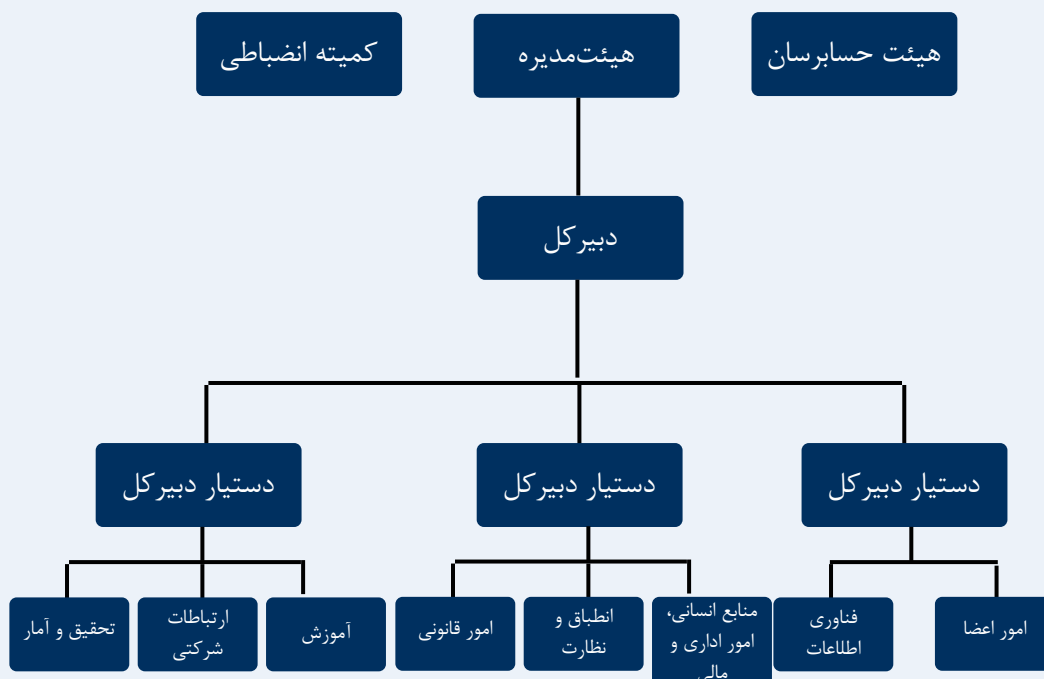 هیئت حسابرسان
هیئت‌مدیره
کمیته انضباطی
دبیرکل
دستیار دبیرکل
دستیار دبیرکل
دستیار دبیرکل
امور اعضا
فناوری
اطلاعات
منابع انسانی،
امور اداری و
مالی
انطباق و
نظارت
امور قانونی
آموزش
ارتباطات
شرکتی
تحقیق و آمار